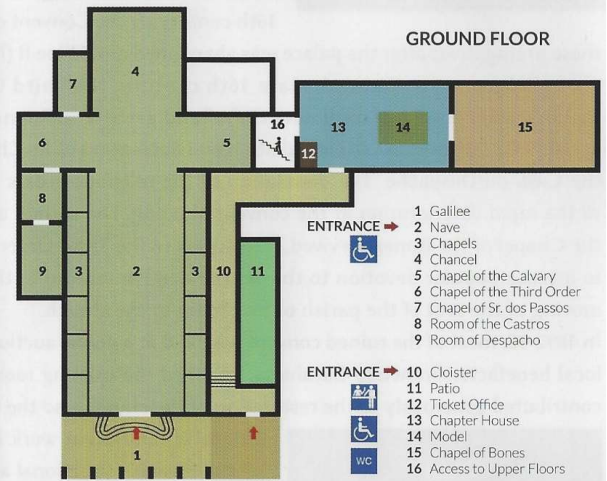 GROUND FLOOR
4
7
16
6
5
13
14
15
12
8
9
3
2
3
10
11
1
ENTRANCE
1 Galilee
2 Nave
3 Chapels
4 Chancel
5 Chapel of the Calvary
6 Chapel of the Third Order
7 Chapel of Sr. dos Passos
8 Room of the Castros
9 Room of Despacho
ENTRANCE
10 Cloister
11 Patio
12 Ticket Office
13 Chapter House
14 Model
15 Chapel of Bones
16 Access to Upper Floors
WC